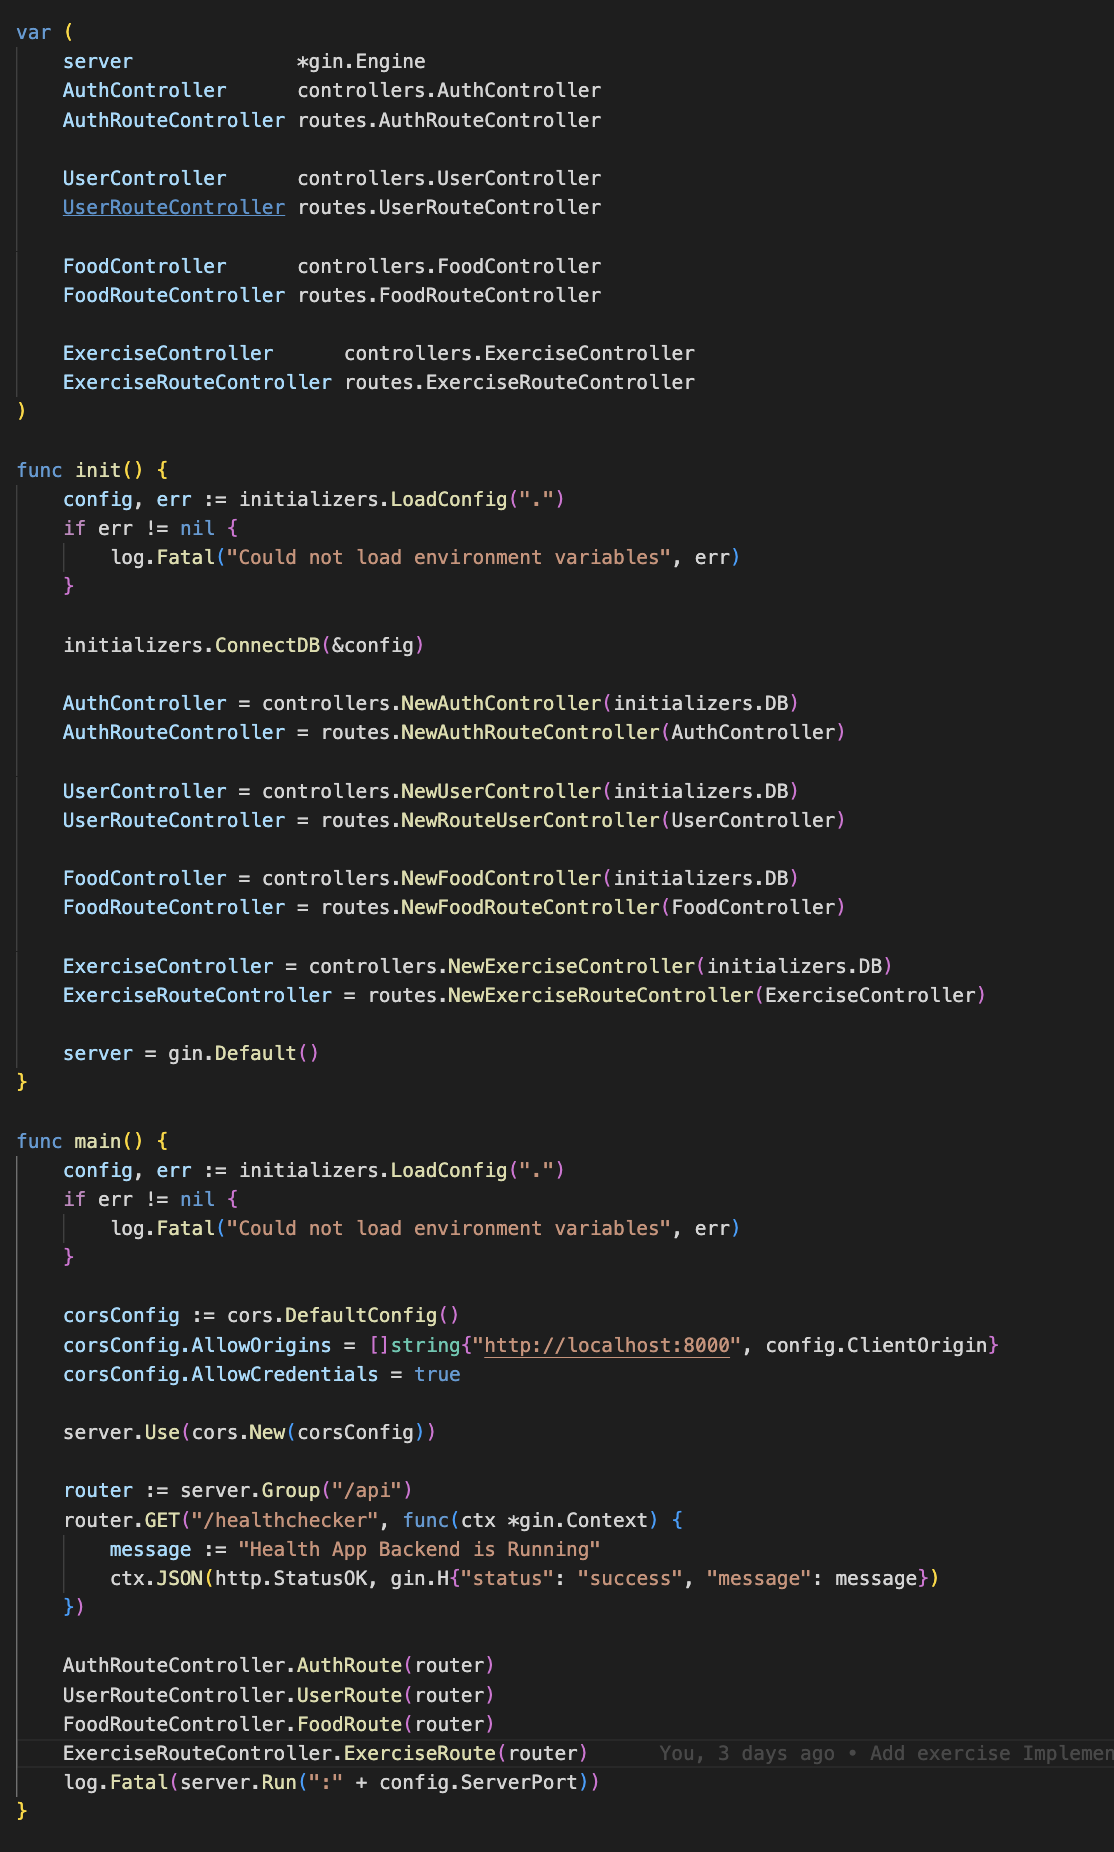 var (
    server              *gin.Engine
    AuthController      controllers.AuthController
    AuthRouteController routes.AuthRouteController

    UserController      controllers.UserController
    UserRouteController routes.UserRouteController

    FoodController      controllers.FoodController
    FoodRouteController routes.FoodRouteController

    ExerciseController      controllers.ExerciseController
    ExerciseRouteController routes.ExerciseRouteController
)

func init() {
    config, err := initializers.LoadConfig(".")
    if err != nil {
        log.Fatal("Could not load environment variables", err)
    }

    initializers.ConnectDB(&config)

    AuthController = controllers.NewAuthController(initializers.DB)
    AuthRouteController = routes.NewAuthRouteController(AuthController)

    UserController = controllers.NewUserController(initializers.DB)
    UserRouteController = routes.NewRouteUserController(UserController)

    FoodController = controllers.NewFoodController(initializers.DB)
    FoodRouteController = routes.NewFoodRouteController(FoodController)

    ExerciseController = controllers.NewExerciseController(initializers.DB)
    ExerciseRouteController = routes.NewExerciseRouteController(ExerciseController)

    server = gin.Default()
}

func main() {
    config, err := initializers.LoadConfig(".")
    if err != nil {
        log.Fatal("Could not load environment variables", err)
    }

    corsConfig := cors.DefaultConfig()
    corsConfig.AllowOrigins = []string{"http://localhost:8000", config.ClientOrigin}
    corsConfig.AllowCredentials = true

    server.Use(cors.New(corsConfig))

    router := server.Group("/api")
    router.GET("/healthchecker", func(ctx *gin.Context) {
        message := "Health App Backend is Running"
        ctx.JSON(http.StatusOK, gin.H{"status": "success", "message": message})
    })

    AuthRouteController.AuthRoute(router)
    UserRouteController.UserRoute(router)
    FoodRouteController.FoodRoute(router)
    ExerciseRouteController.ExerciseRoute(router)      You, 3 days ago • Add exercise Implemen
    log.Fatal(server.Run(":" + config.ServerPort))
}